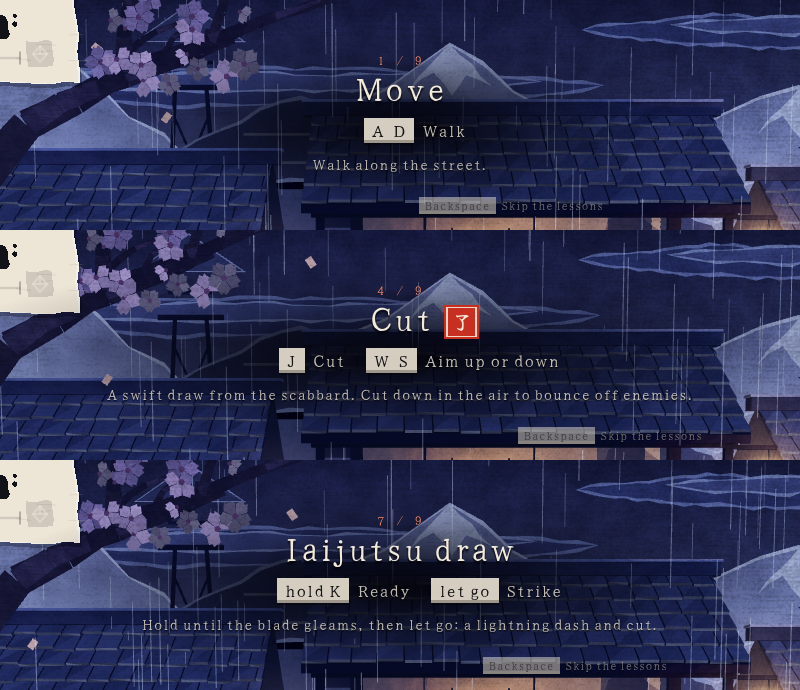 1 / 9
Move
A D Walk
Walk along the street.
Backspace Skip the lessons
4 / 9
Cut 了
J Cut W S Aim up or down
A swift draw from the scabbard. Cut down in the air to bounce off enemies.
Backspace Skip the lessons
7 / 9
Iaijutsu draw
hold K Ready let go Strike
Hold until the blade gleams, then let go: a lightning dash and cut.
Backspace Skip the lessons